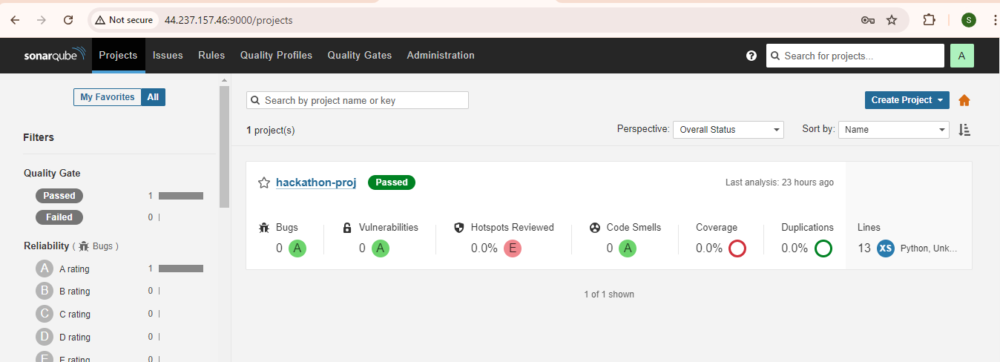 Not secure 44.237.157.46:9000/projects S
sonarqube Projects Issues Rules Quality Profiles Quality Gates Administration ? Search for projects... A
My Favorites All
Filters
Quality Gate
Passed 1
Failed 0
Reliability ( Bugs )
A A rating 1
B B rating 0
C C rating 0
D D rating 0
E E rating 0
Search by project name or key Create Project
1 project(s) Perspective: Overall Status Sort by: Name
hackathon-proj Passed Last analysis: 23 hours ago
Bugs Vulnerabilities Hotspots Reviewed Code Smells Coverage Duplications Lines
0 A 0 A 0.0% E 0 A 0.0% 0.0% 13 XS Python, Unk...
1 of 1 shown